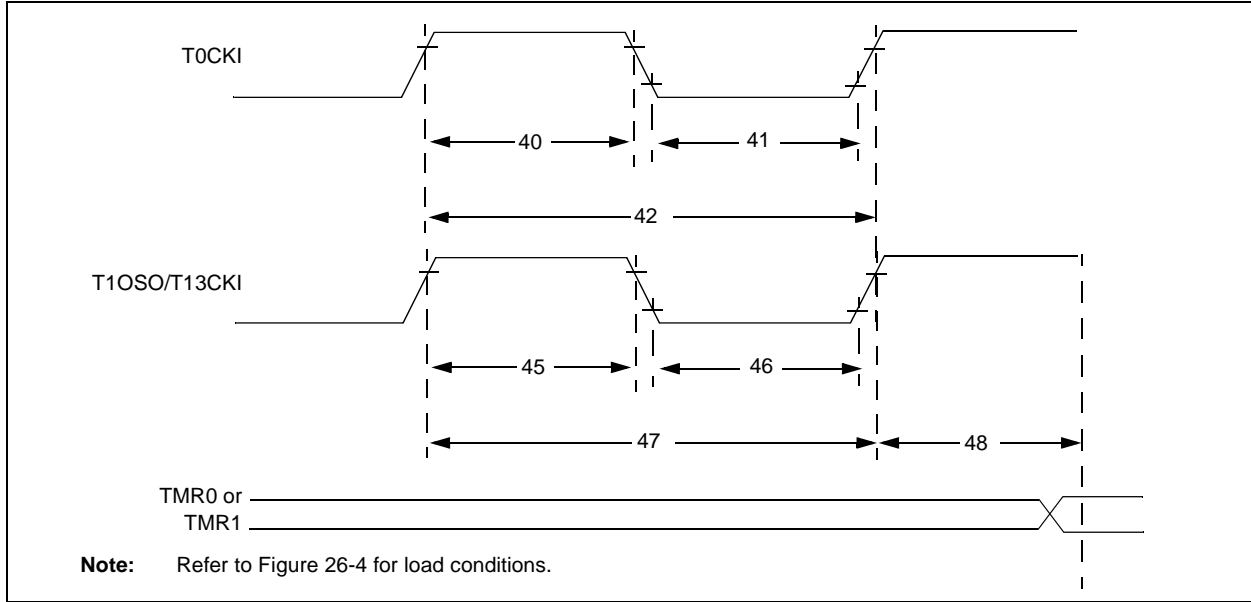 T0CKI
40
41
42
T1OSO/T13CKI
45
46
47
48
TMR0 or
TMR1
Note: Refer to Figure 26-4 for load conditions.